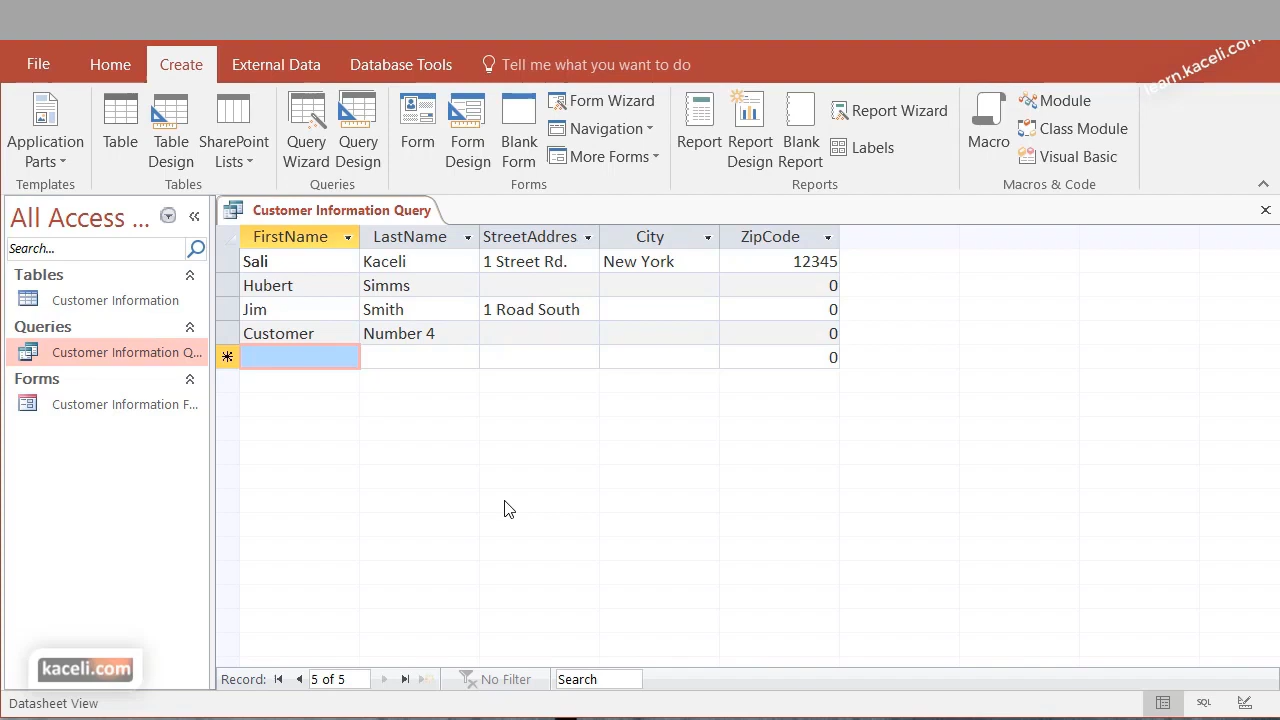 learn.kaceli.com
File Home Create External Data Database Tools Tell me what you want to do
Application Parts
Templates
Table
Table Design
SharePoint Lists
Tables
Query Wizard
Query Design
Queries
Form
Form Design
Blank Form
Form Wizard
Navigation
More Forms
Forms
Report
Report Design
Blank Report
Report Wizard
Labels
Reports
Macro
Module
Class Module
Visual Basic
Macros & Code
All Access ...
Search...
Tables
Customer Information
Queries
Customer Information Q...
Forms
Customer Information F...
Customer Information Query
FirstName LastName StreetAddres City ZipCode
Sali Kaceli 1 Street Rd. New York 12345
Hubert Simms 0
Jim Smith 1 Road South 0
Customer Number 4 0
0
kaceli.com
Record: 5 of 5 No Filter Search
Datasheet View SQL